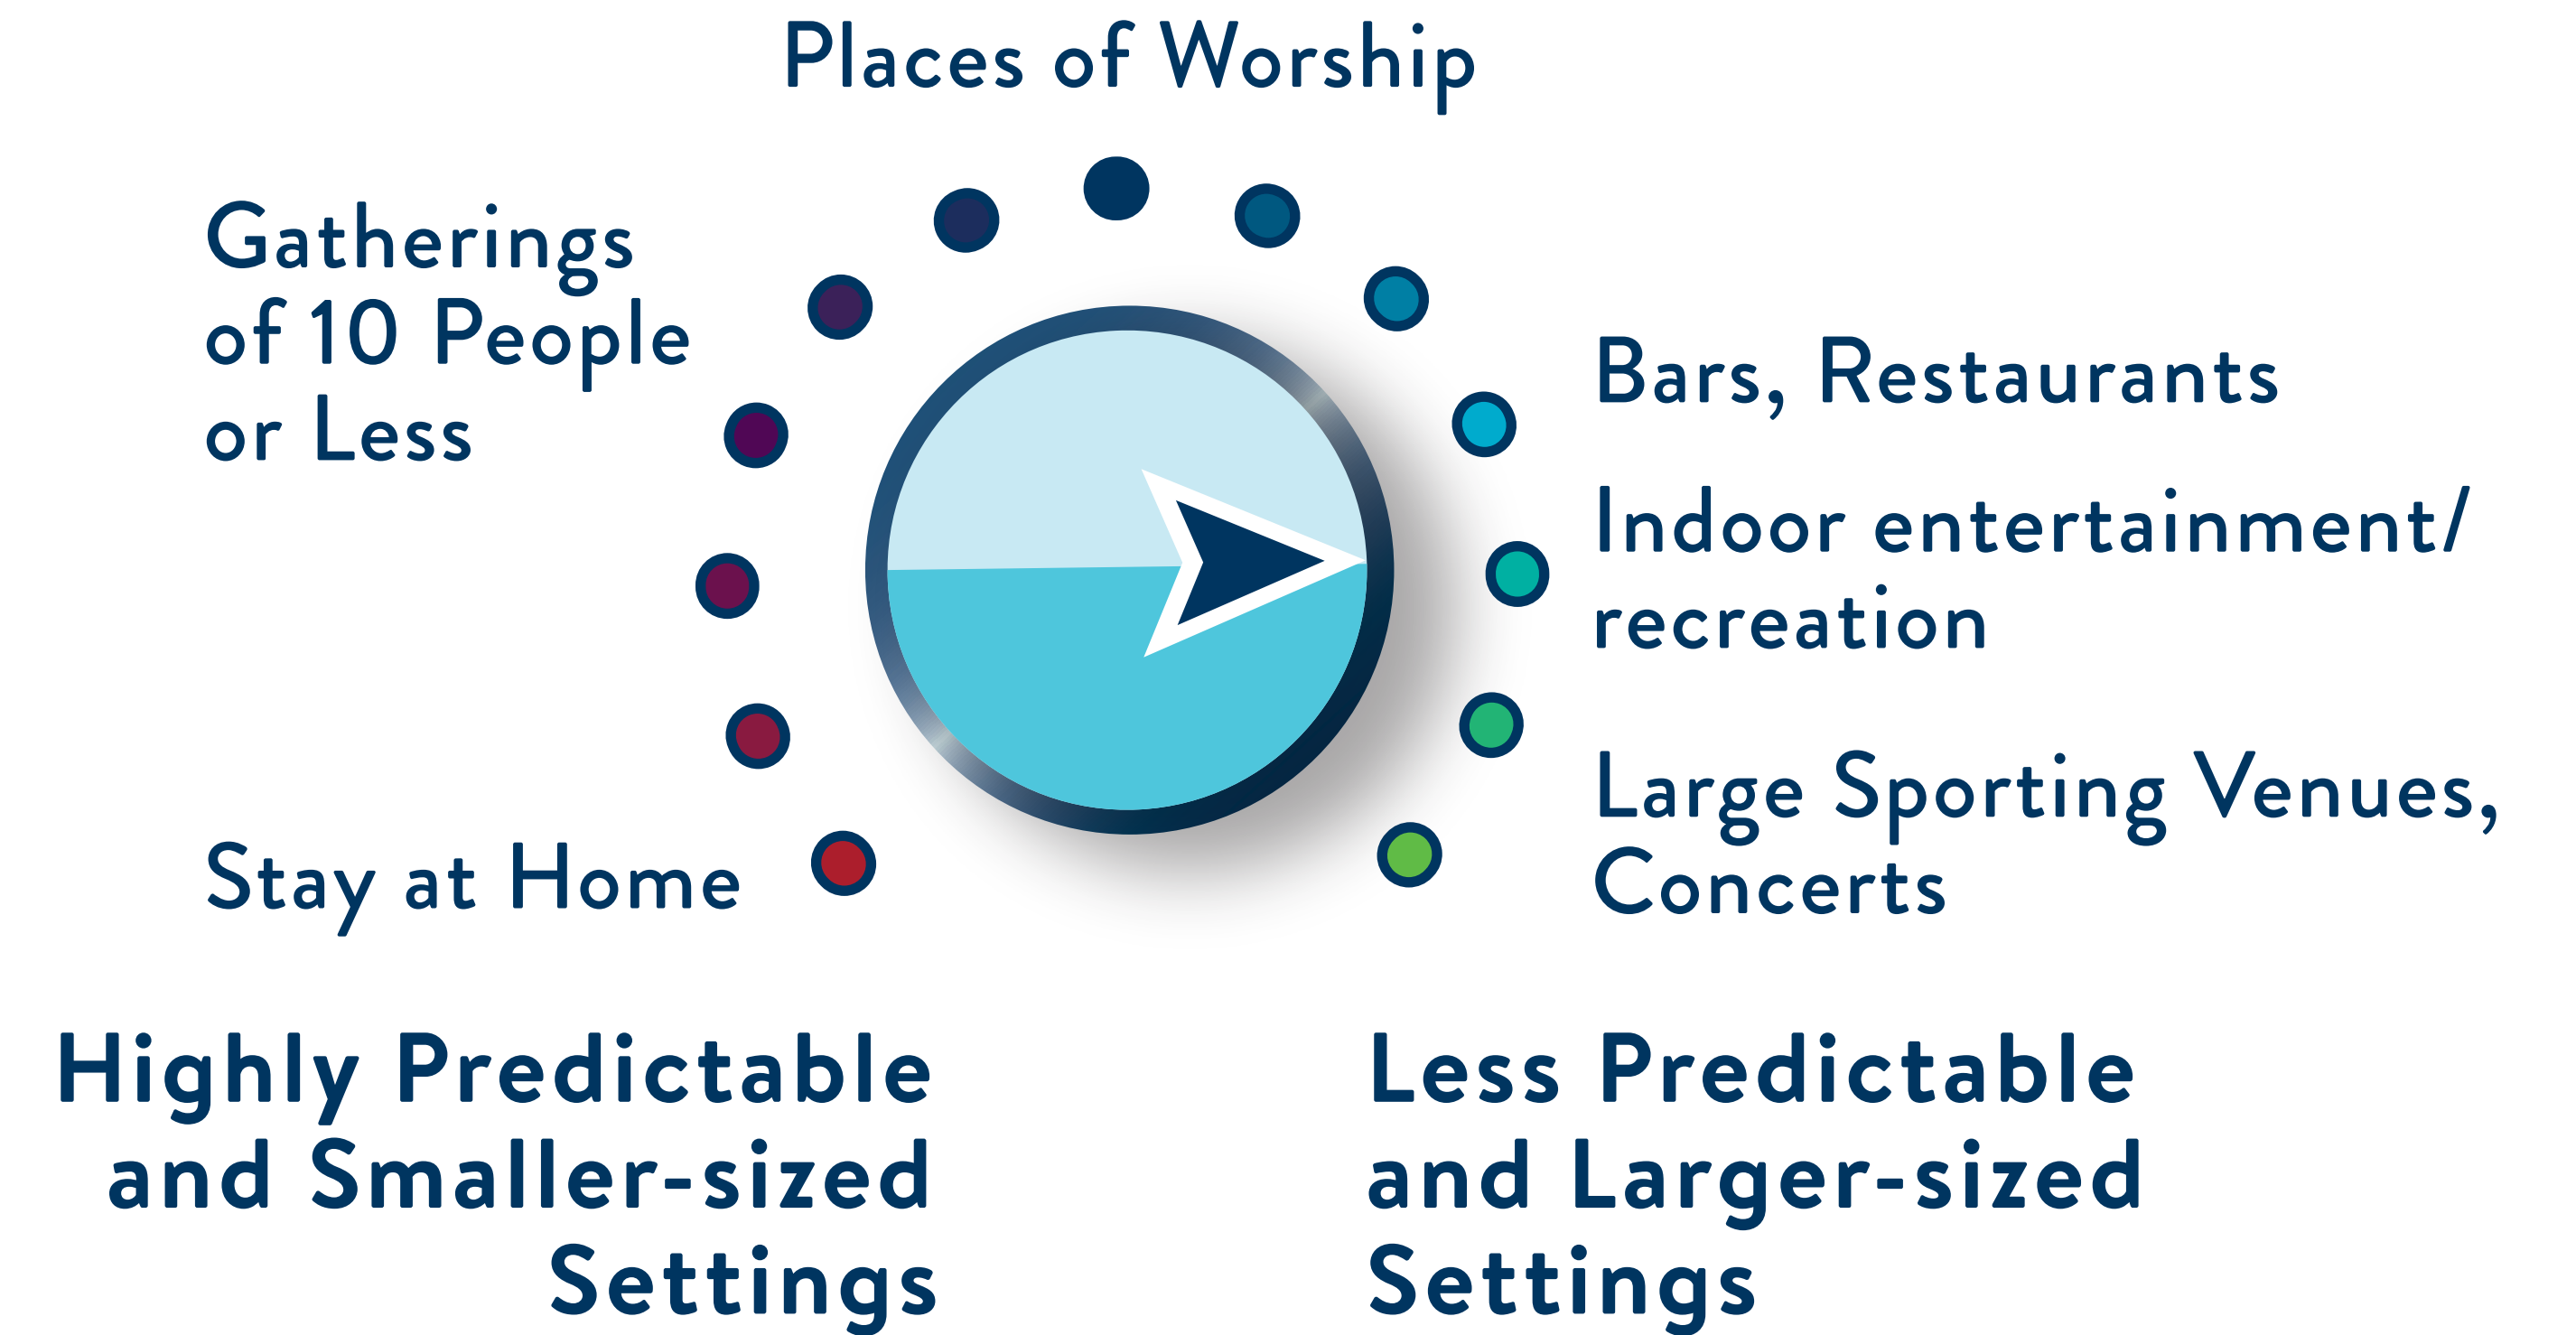 Places of Worship
Gatherings
of 10 People
or Less
Bars, Restaurants
Indoor entertainment/
recreation
Large Sporting Venues,
Concerts
Stay at Home
Highly Predictable
and Smaller-sized
Settings
Less Predictable
and Larger-sized
Settings